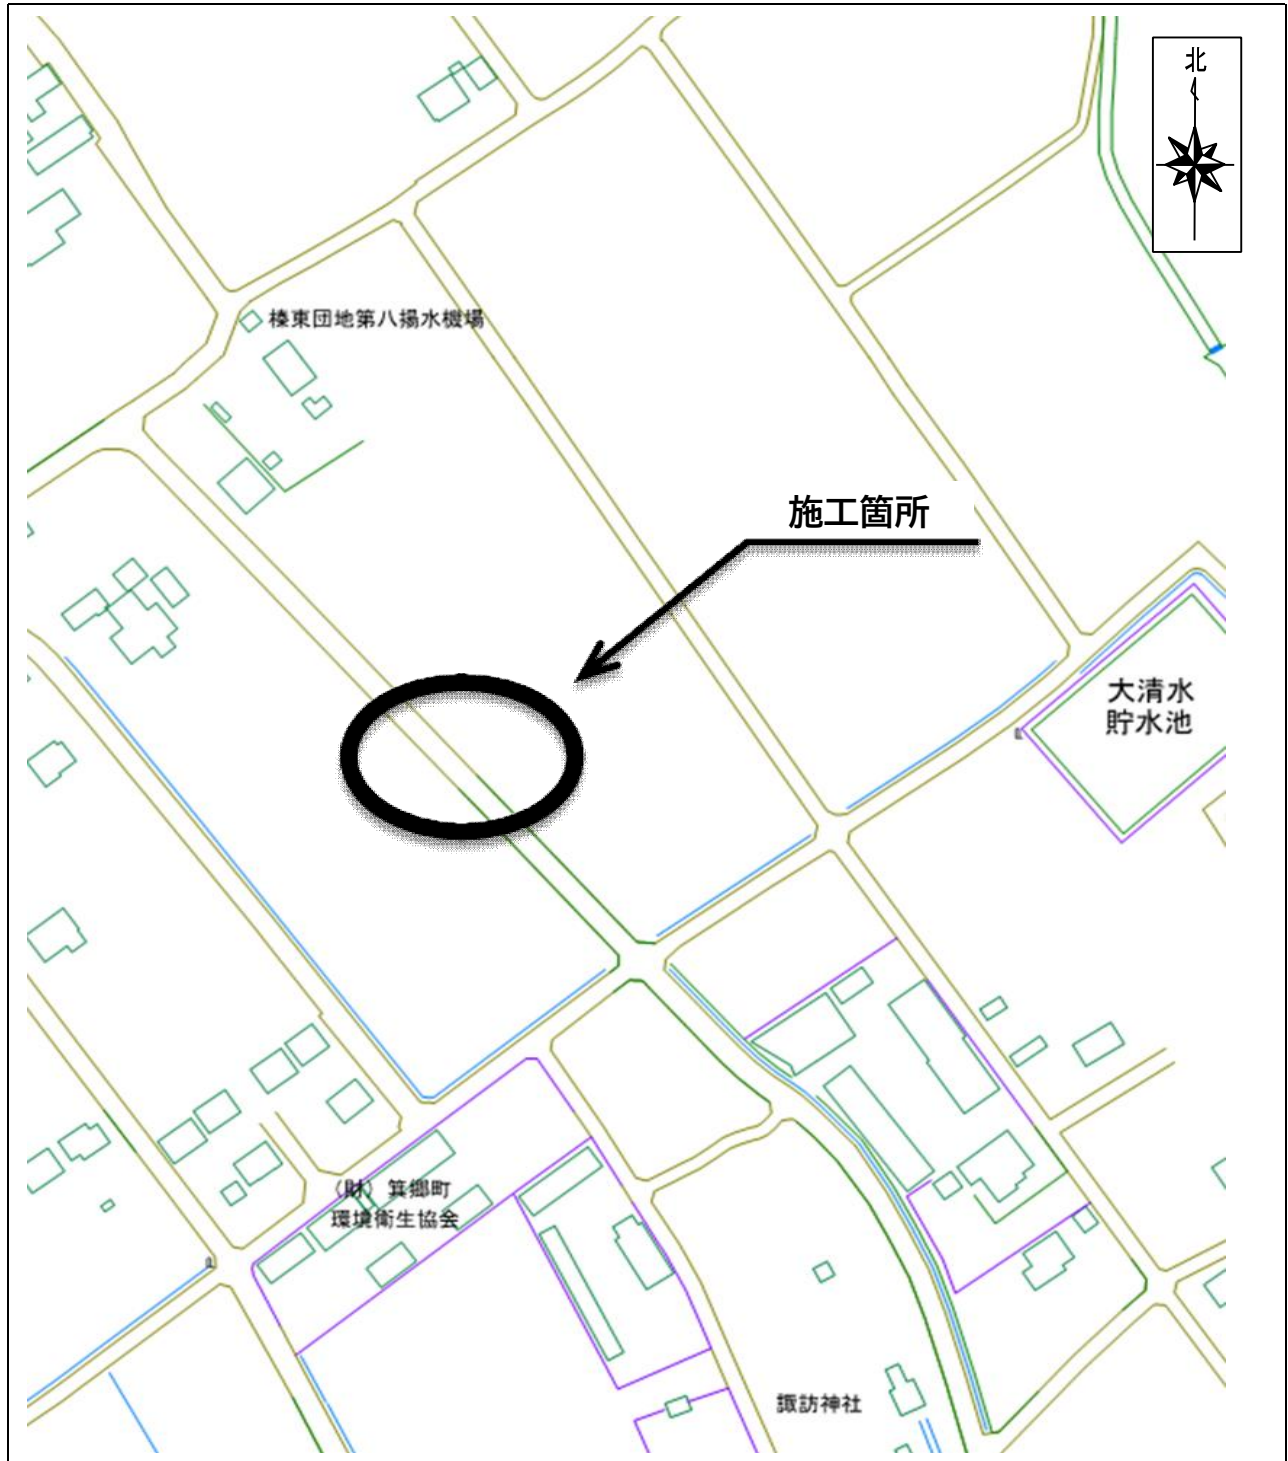 北
榛東団地第八揚水機場
施工箇所
大清水
貯水池
(財) 箕郷町
環境衛生協会
諏訪神社